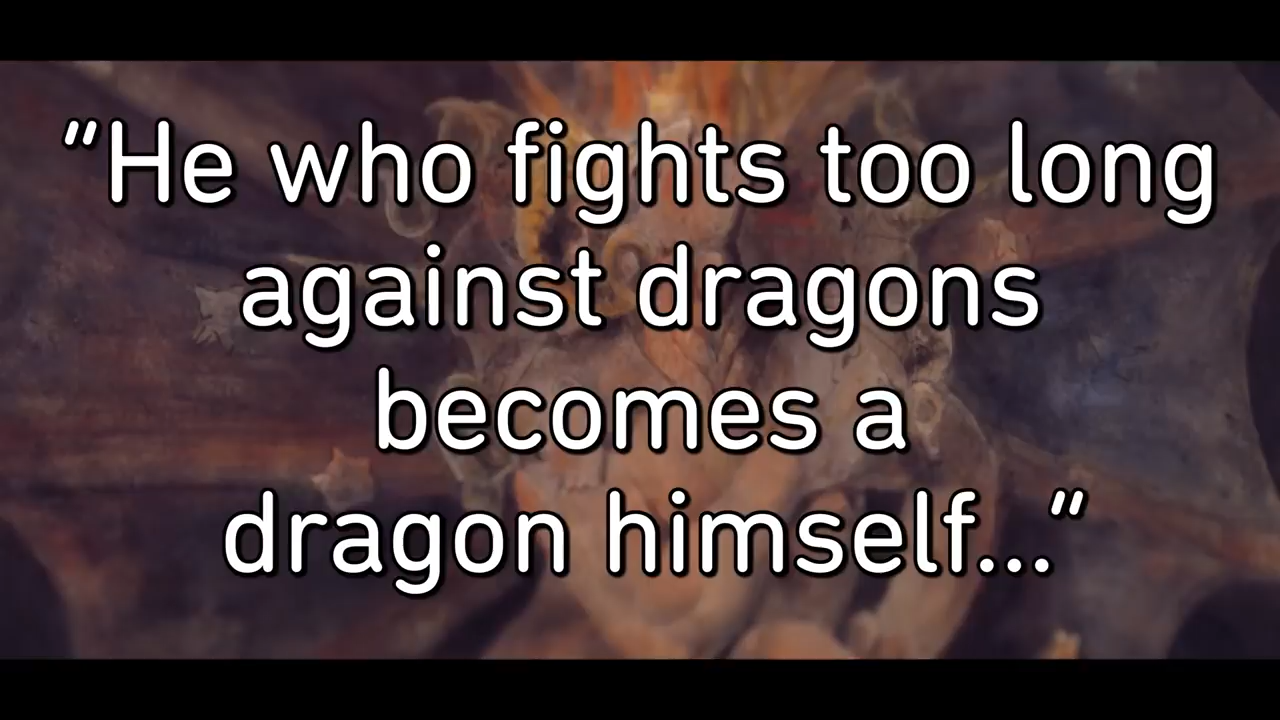 “He who fights too long
against dragons
becomes a
dragon himself...”